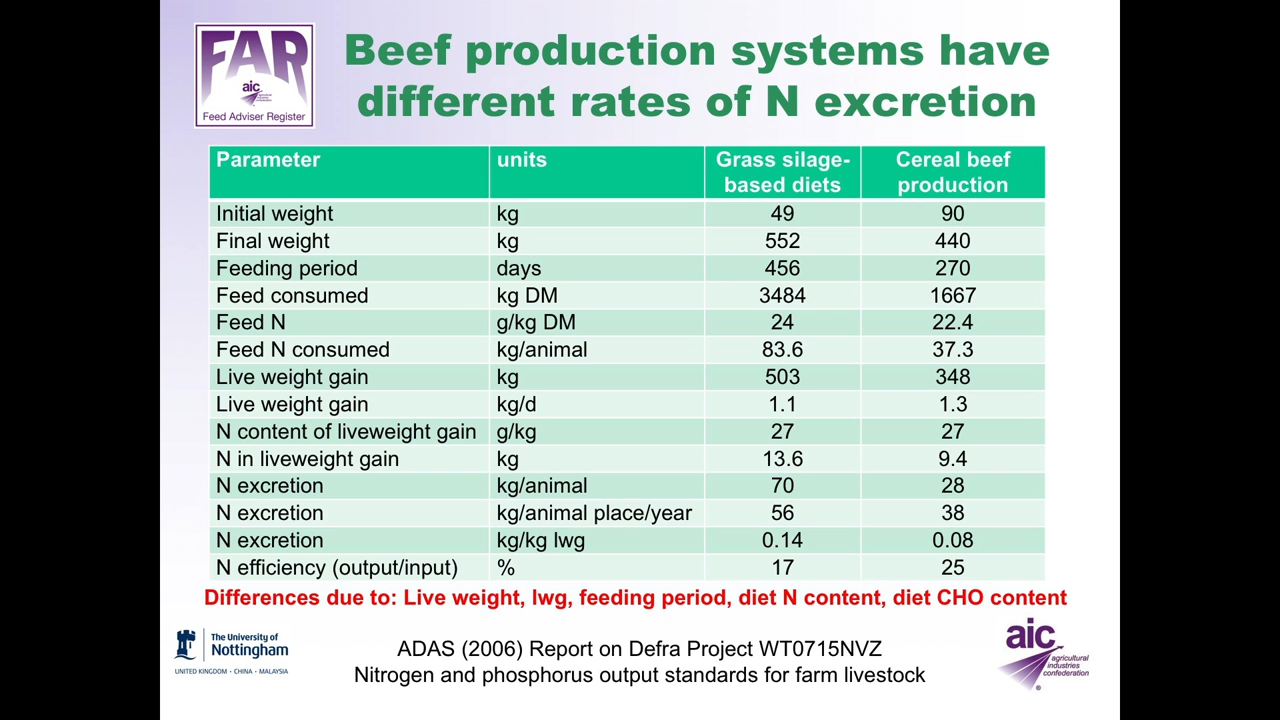 FAR
aic
agricultural
industries
confederation
Feed Adviser Register
Beef production systems have
different rates of N excretion
Parameter units Grass silage-based diets Cereal beef production
Initial weight kg 49 90
Final weight kg 552 440
Feeding period days 456 270
Feed consumed kg DM 3484 1667
Feed N g/kg DM 24 22.4
Feed N consumed kg/animal 83.6 37.3
Live weight gain kg 503 348
Live weight gain kg/d 1.1 1.3
N content of liveweight gain g/kg 27 27
N in liveweight gain kg 13.6 9.4
N excretion kg/animal 70 28
N excretion kg/animal place/year 56 38
N excretion kg/kg lwg 0.14 0.08
N efficiency (output/input) % 17 25
Differences due to: Live weight, lwg, feeding period, diet N content, diet CHO content
The University of
Nottingham
UNITED KINGDOM · CHINA · MALAYSIA
ADAS (2006) Report on Defra Project WT0715NVZ
Nitrogen and phosphorus output standards for farm livestock
aic
agricultural
industries
confederation
®